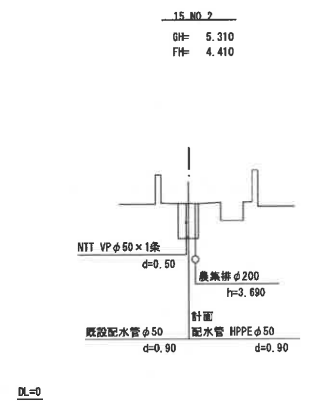 15 NO 2
GH= 5.310
FH= 4.410
NTT VPφ50×1条
d=0.50
農集排φ200
h=3.690
計画
既設配水管φ50
配水管 HPPEφ50
d=0.90
d=0.90
DL=0